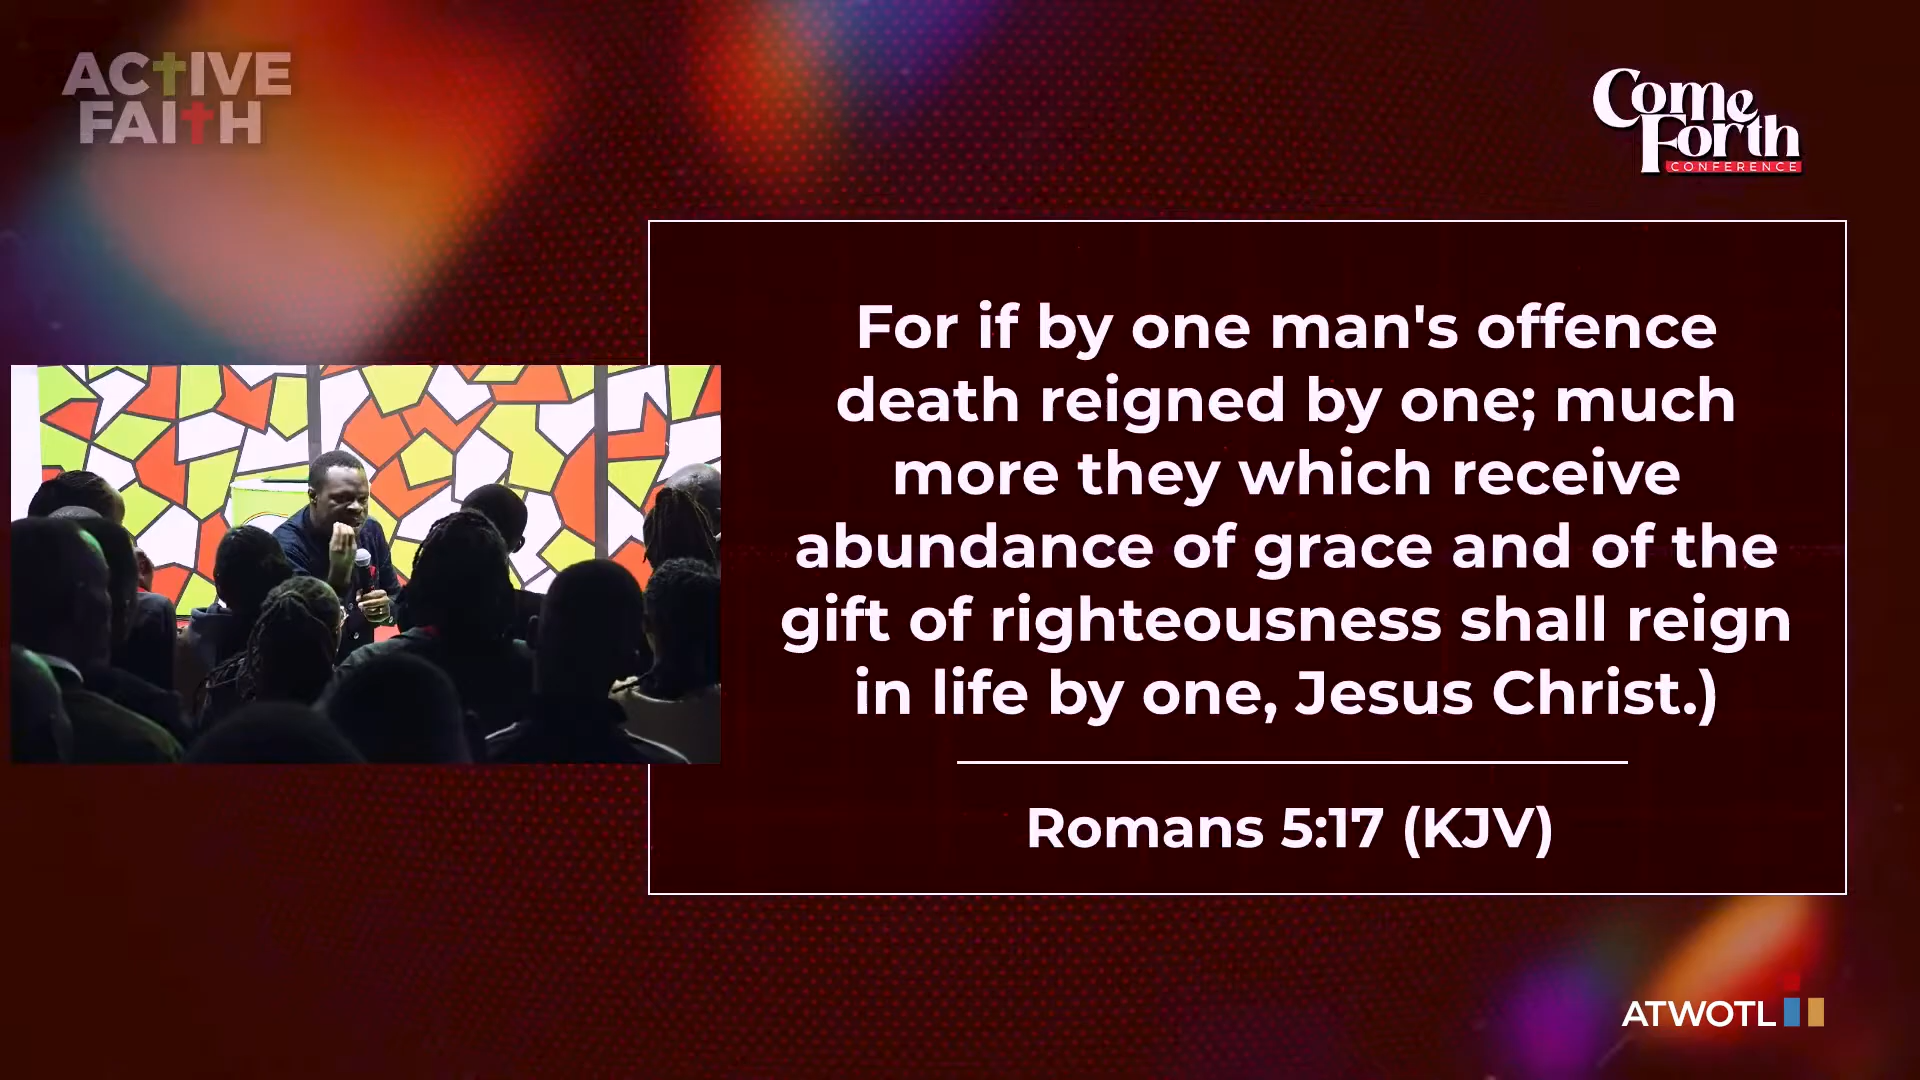 ACTIVE
FAITH
Come
Forth
CONFERENCE
For if by one man's offence
death reigned by one; much
more they which receive
abundance of grace and of the
gift of righteousness shall reign
in life by one, Jesus Christ.)
Romans 5:17 (KJV)
ATWOTL